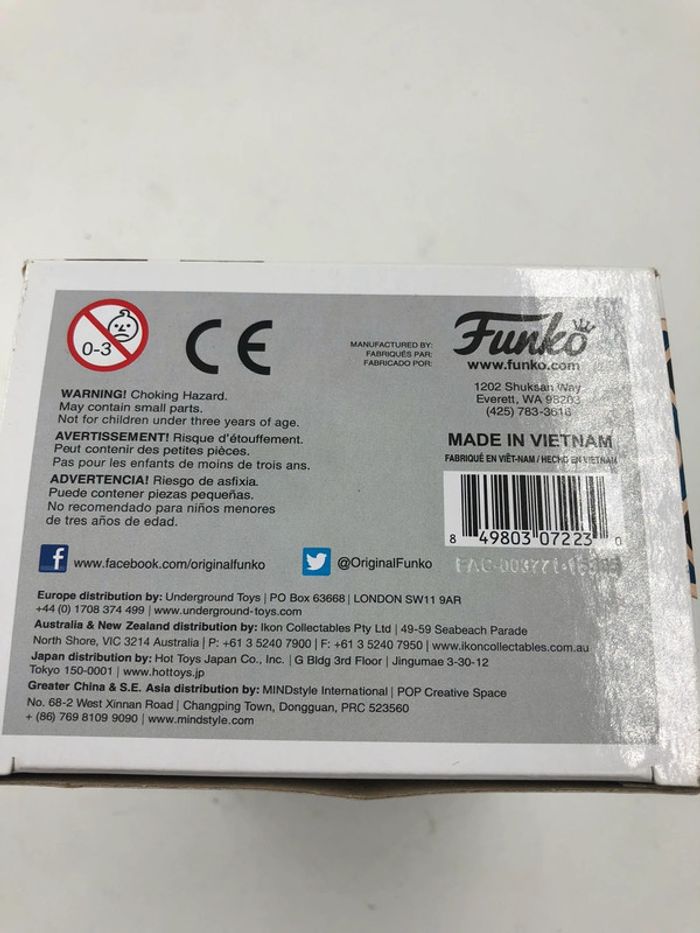 0-3
CE
MANUFACTURED BY:
FABRIQUÉS PAR:
FABRICADO POR:
Funko
www.funko.com
1202 Shuksan Way
Everett, WA 98203
(425) 783-3616
WARNING! Choking Hazard.
May contain small parts.
Not for children under three years of age.
AVERTISSEMENT! Risque d'étouffement.
Peut contenir des petites pièces.
Pas pour les enfants de moins de trois ans.
ADVERTENCIA! Riesgo de asfixia.
Puede contener piezas pequeñas.
No recomendado para niños menores
de tres años de edad.
MADE IN VIETNAM
FABRIQUÉ EN VIÊT-NAM / HECHO EN VIETNAM
8 49803 07223 0
f www.facebook.com/originalfunko
@OriginalFunko
Europe distribution by: Underground Toys | PO Box 63668 | LONDON SW11 9AR
+44 (0) 1708 374 499 | www.underground-toys.com
Australia & New Zealand distribution by: Ikon Collectables Pty Ltd | 49-59 Seabeach Parade
North Shore, VIC 3214 Australia | P: +61 3 5240 7900 | F: +61 3 5240 7950 | www.ikoncollectables.com.au
Japan distribution by: Hot Toys Japan Co., Inc. | G Bldg 3rd Floor | Jingumae 3-30-12
Tokyo 150-0001 | www.hottoys.jp
Greater China & S.E. Asia distribution by: MINDstyle International | POP Creative Space
No. 68-2 West Xinnan Road | Changping Town, Dongguan, PRC 523560
+ (86) 769 8109 9090 | www.mindstyle.com